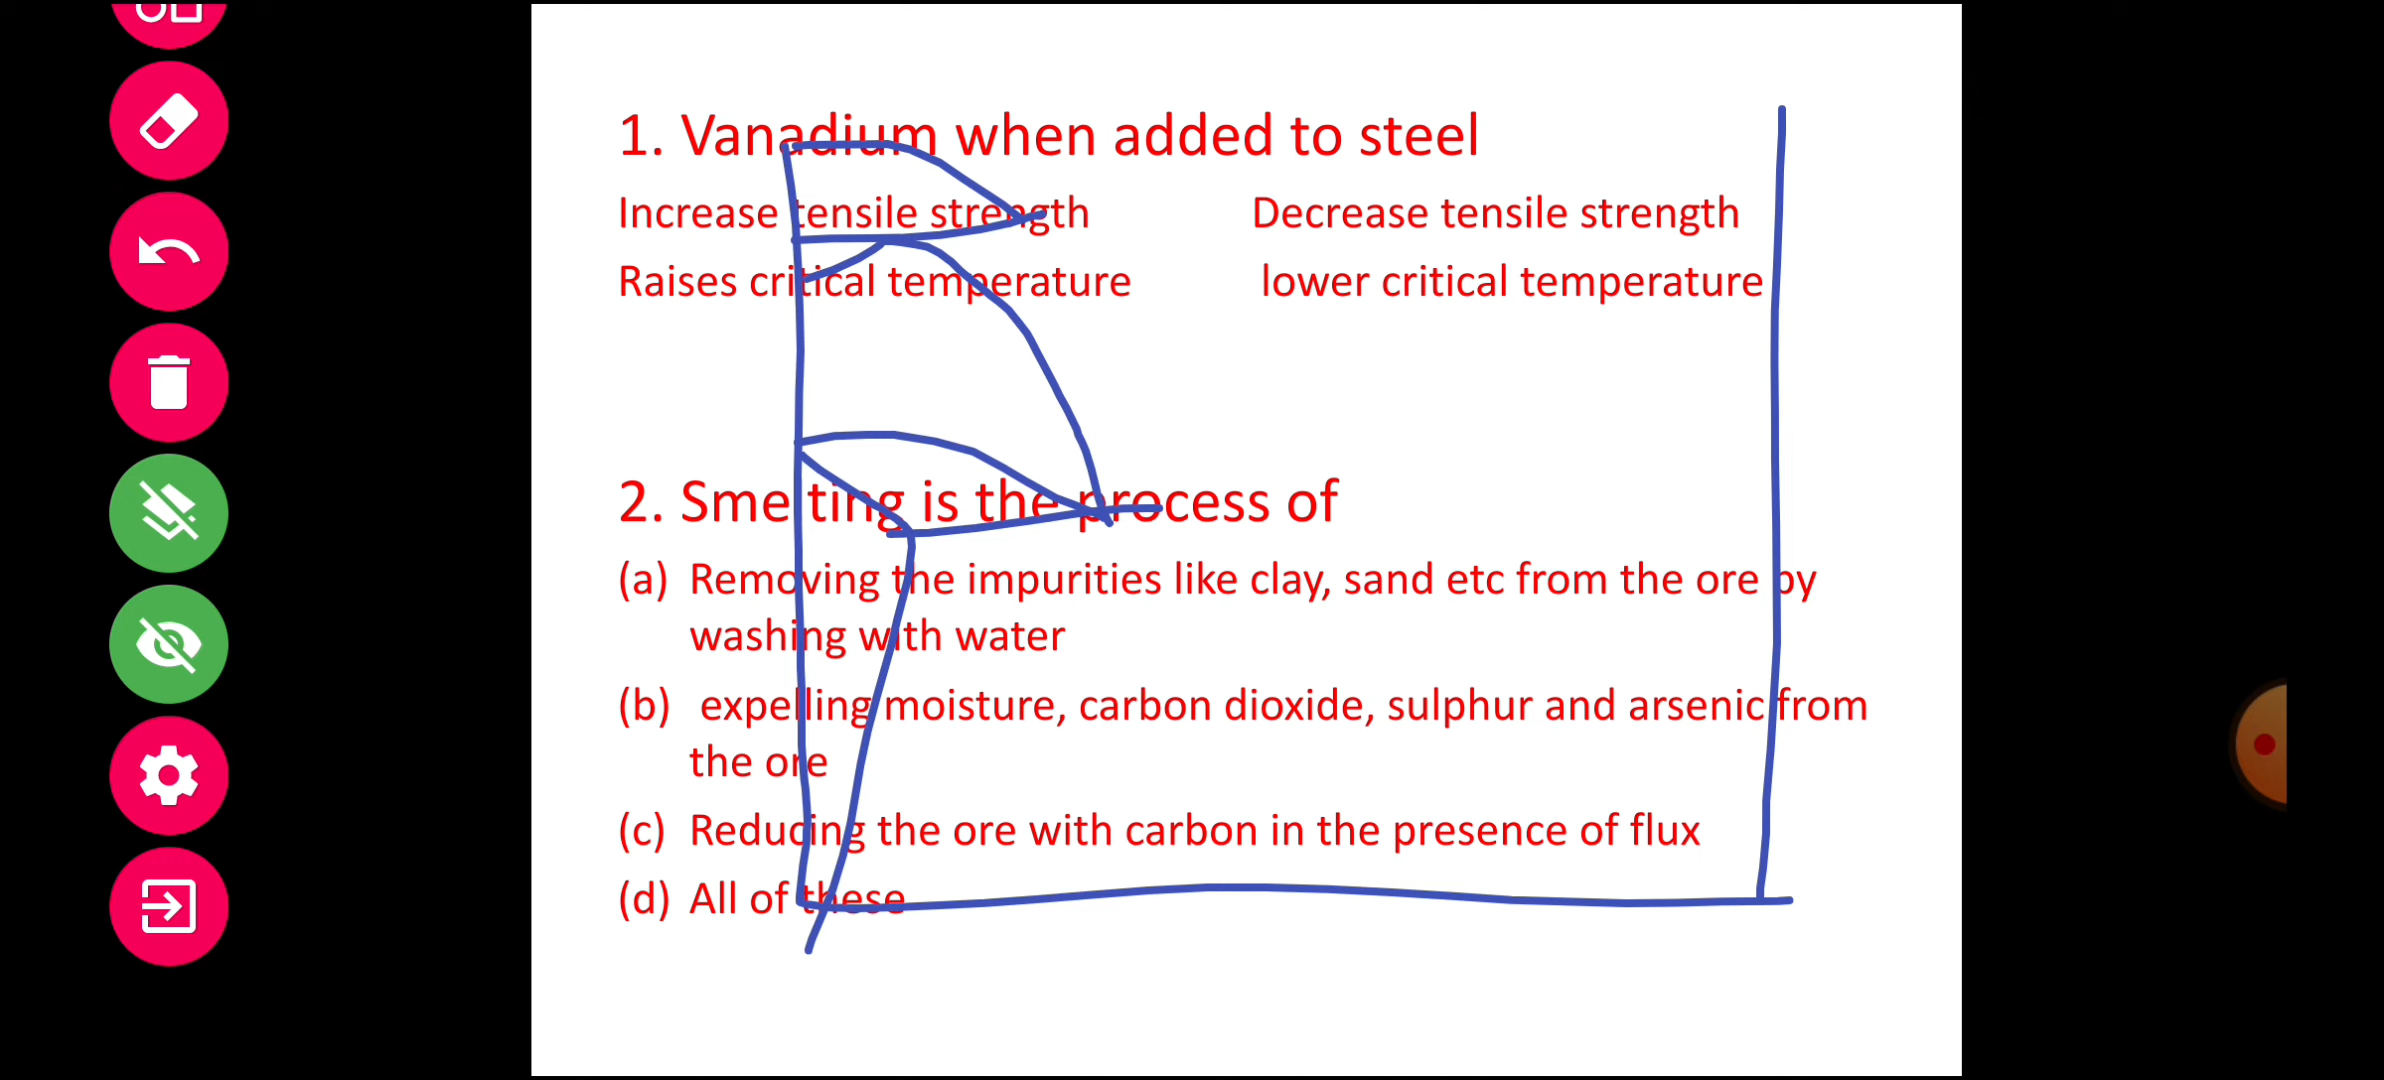 1. Vanadium when added to steel
Increase tensile strength Decrease tensile strength
Raises critical temperature lower critical temperature
2. Smelting is the process of
(a) Removing the impurities like clay, sand etc from the ore by
washing with water
(b) expelling moisture, carbon dioxide, sulphur and arsenic from
the ore
(c) Reducing the ore with carbon in the presence of flux
(d) All of these